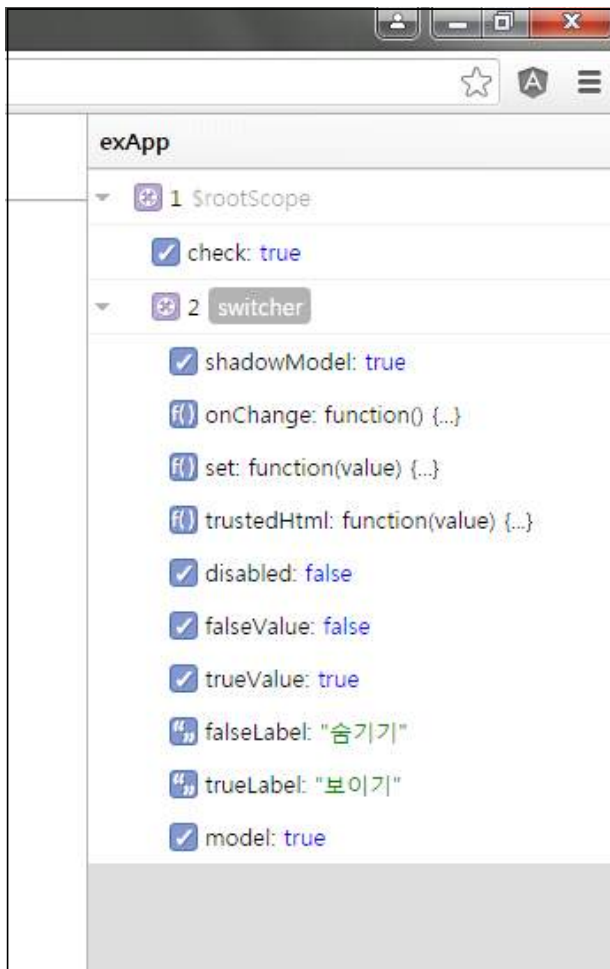 exApp
1 $rootScope
check: true
2 switcher
shadowModel: true
f() onChange: function() {...}
f() set: function(value) {...}
f() trustedHtml: function(value) {...}
disabled: false
falseValue: false
trueValue: true
falseLabel: "숨기기"
trueLabel: "보이기"
model: true